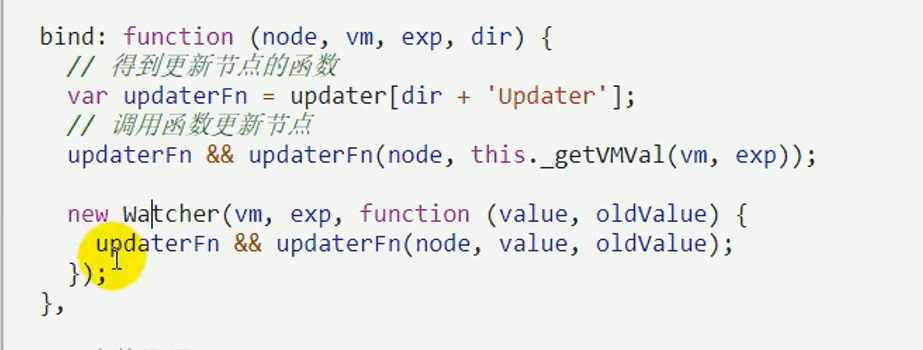 bind: function (node, vm, exp, dir) {
// 得到更新节点的函数
var updaterFn = updater[dir + 'Updater'];
// 调用函数更新节点
updaterFn && updaterFn(node, this._getVMVal(vm, exp));
new Watcher(vm, exp, function (value, oldValue) {
updaterFn && updaterFn(node, value, oldValue);
});
},